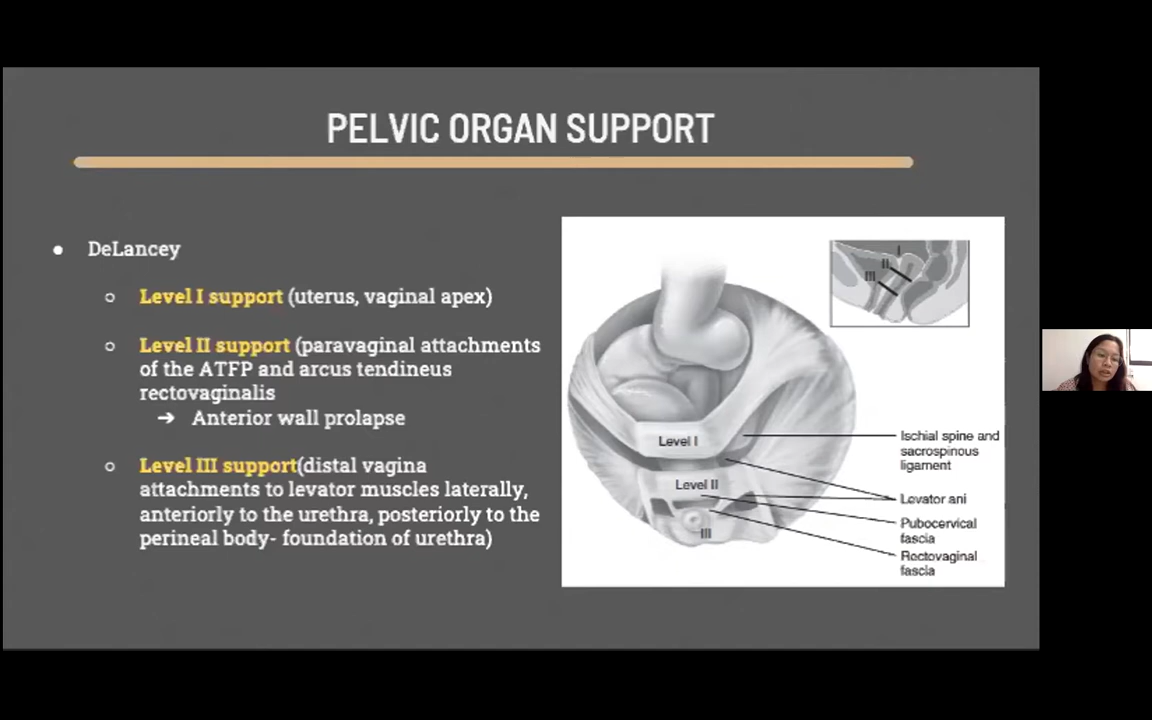 PELVIC ORGAN SUPPORT
● DeLancey
○ Level I support (uterus, vaginal apex)
○ Level II support (paravaginal attachments
of the ATFP and arcus tendineus
rectovaginalis
➔ Anterior wall prolapse
○ Level III support(distal vagina
attachments to levator muscles laterally,
anteriorly to the urethra, posteriorly to the
perineal body- foundation of urethra)
I
II
III
Level I
Level II
III
Ischial spine and
sacrospinous
ligament
Levator ani
Pubocervical
fascia
Rectovaginal
fascia